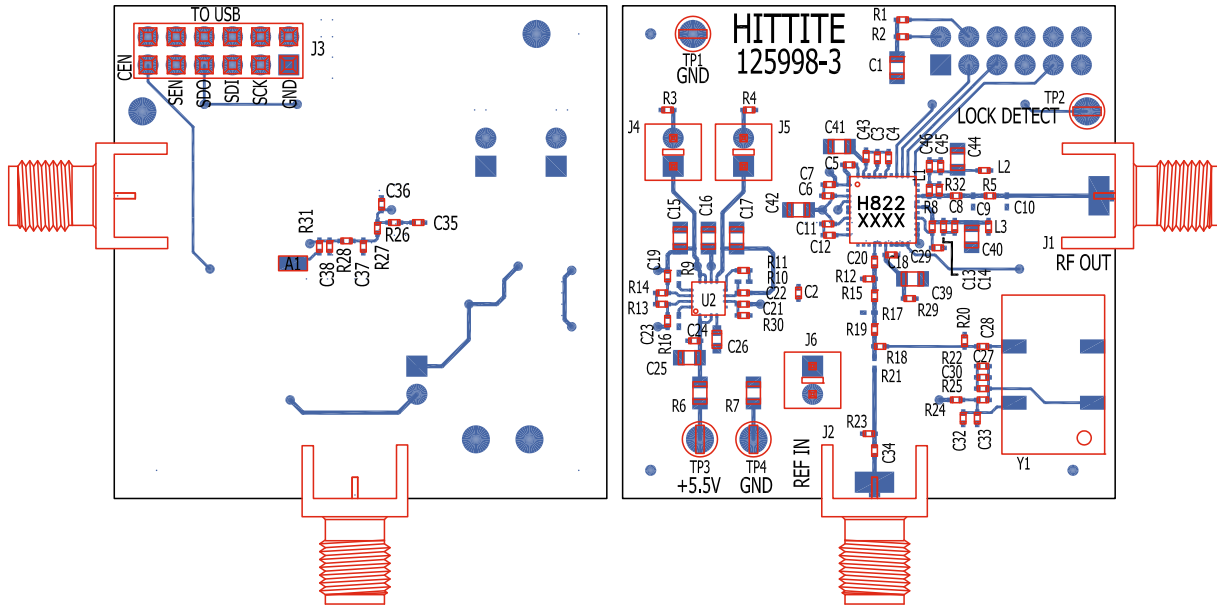 TO USB
J3
CEN
SEN
SDO
SDI
SCK
GND
C36
R31
R26
C35
A1
C38
R28
C37
R27
HITTITE
125998-3
TP1
GND
R1
R2
C1
TP2
LOCK DETECT
R3
R4
J4
J5
C41
C43
C3
C4
C5
C7
C6
C42
C11
C12
H822
XXXX
L1
C46
C45
C44
L2
R32
R5
R8
C8
C9
C10
L3
C40
J1
RF OUT
C15
C16
C17
C19
R9
R11
R10
R14
R13
C22
C21
R30
C23
R16
U2
C24
C25
C26
C2
C20
C18
C29
R12
R15
C39
R29
C13
C14
R17
R19
R18
R21
R20
C28
R22
C27
C30
R25
R24
C32
C33
Y1
J6
R6
R7
R23
C34
J2
REF IN
TP3
+5.5V
TP4
GND